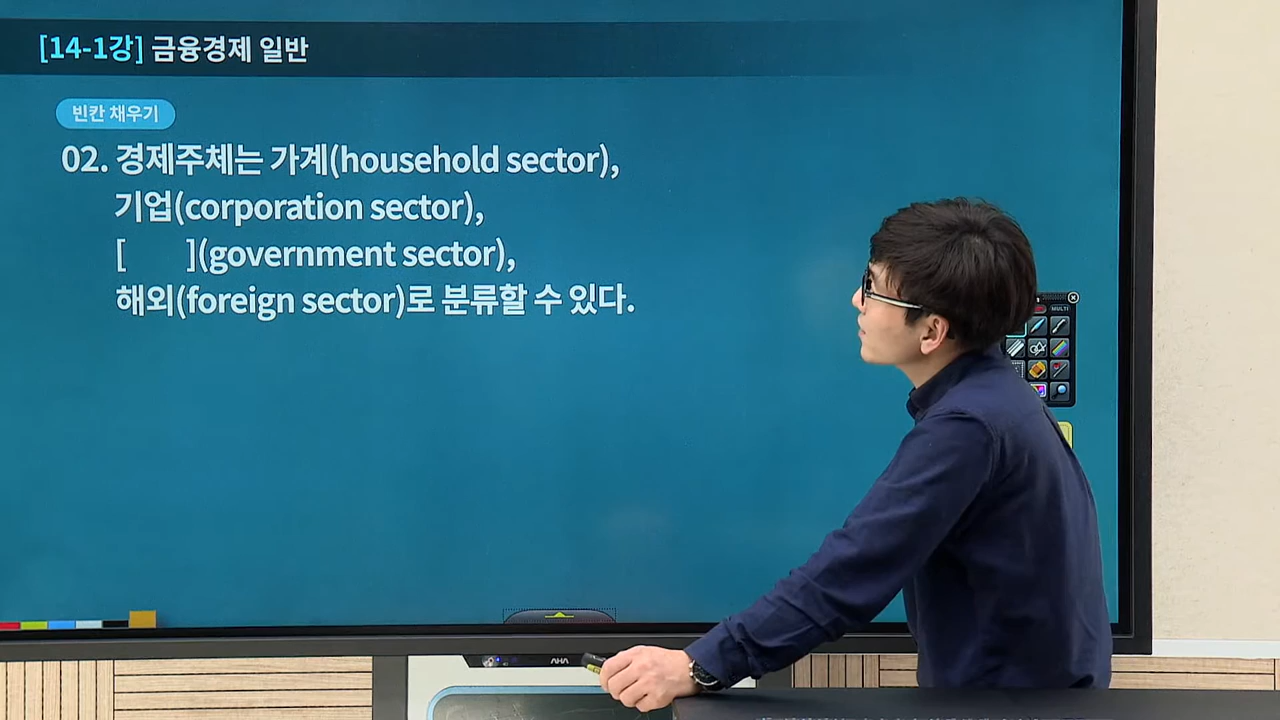 [14-1강] 금융경제 일반
빈칸 채우기
02. 경제주체는 가계(household sector),
기업(corporation sector),
[ ](government sector),
해외(foreign sector)로 분류할 수 있다.
MULTI
AHA